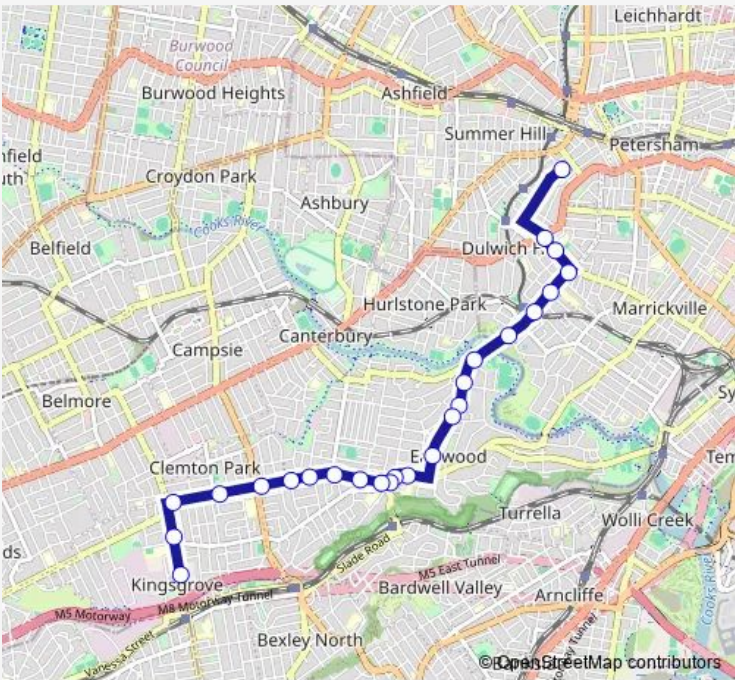 Leichhardt
Burwood
Council
Burwood Heights
Ashfield
Summer Hill
Petersham
nfield
uth
Croydon Park
Ashbury
Cooks River
Belfield
Dulwich H
Hurlstone Park
Marrickville
Canterbury
Campsie
Belmore
Sy
Clemton Park
E wood
Tem
Turrella
Wolli Creek
ds
Slade Road
M5 East Tunnel
Kingsgrove
M8 Motorway Tunnel
M5 Motorway
Bardwell Valley
Arncliffe
Cooks River
Vanessa Street
Bexley North
© OpenStreetMap contributors